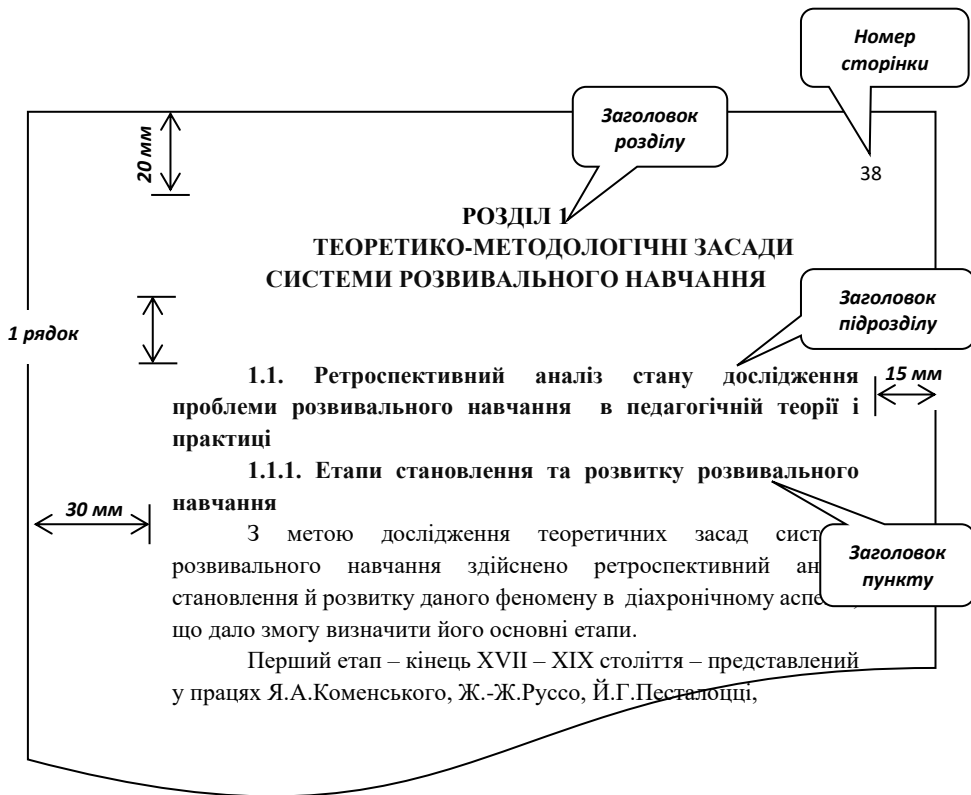 Номер
сторінки
Заголовок
розділу
20 мм
38
РОЗДІЛ 1
ТЕОРЕТИКО-МЕТОДОЛОГІЧНІ ЗАСАДИ
СИСТЕМИ РОЗВИВАЛЬНОГО НАВЧАННЯ
Заголовок
підрозділу
1 рядок
1.1. Ретроспективний аналіз стану дослідження
15 мм
проблеми розвивального навчання в педагогічній теорії і
практиці
1.1.1. Етапи становлення та розвитку розвивального
навчання
30 мм
З метою дослідження теоретичних засад
розвивального навчання здійснено ретроспективний
Заголовок
пункту
становлення й розвитку даного феномену в діахронічному
що дало змогу визначити його основні етапи.
Перший етап – кінець XVII – XIX століття – представлений
у працях Я.А.Коменського, Ж.-Ж.Руссо, Й.Г.Песталоцці,